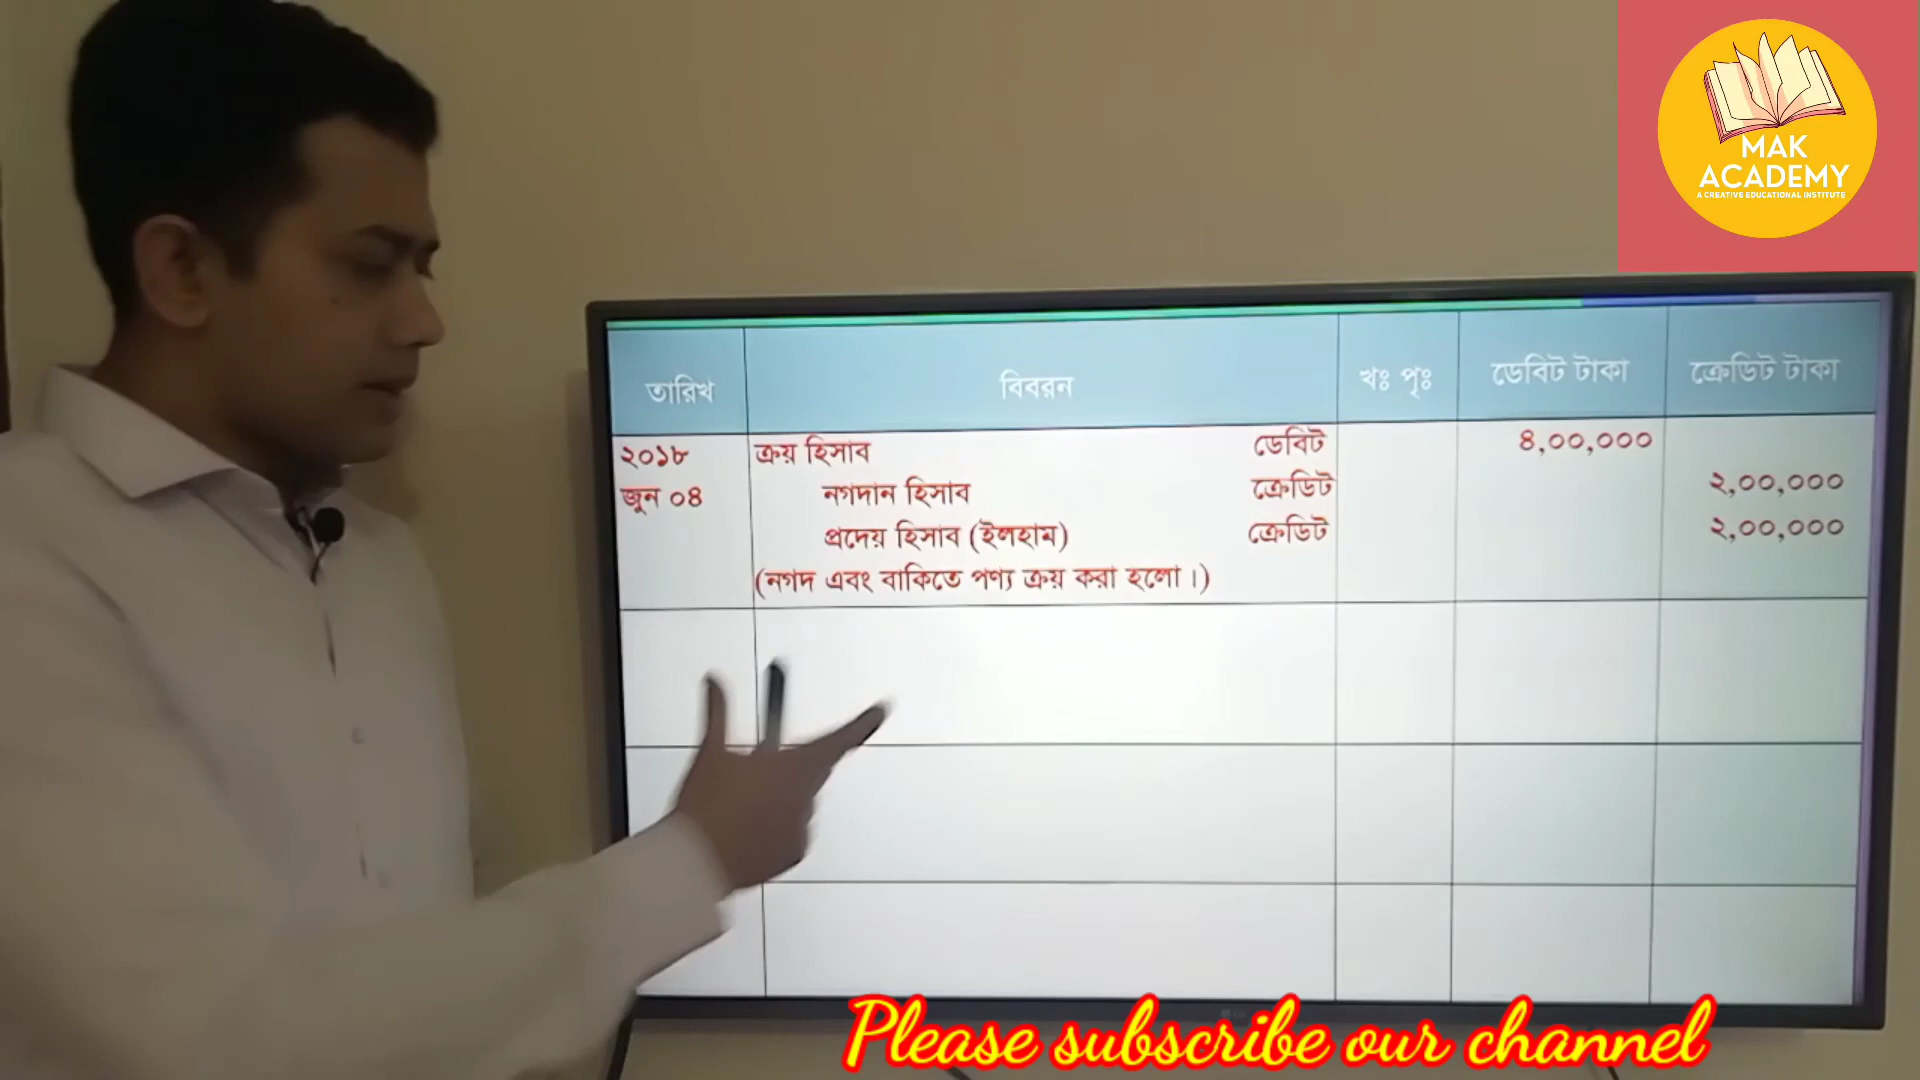 MAK
ACADEMY
A CREATIVE EDUCATIONAL INSTITUTE
তারিখ বিবরন খঃ পৃঃ ডেবিট টাকা ক্রেডিট টাকা
২০১৮ ক্রয় হিসাব ডেবিট ৪,০০,০০০
জুন ০৪ নগদান হিসাব ক্রেডিট ২,০০,০০০
প্রদেয় হিসাব (ইলহাম) ক্রেডিট ২,০০,০০০
(নগদ এবং বাকিতে পণ্য ক্রয় করা হলো।)
Please subscribe our channel